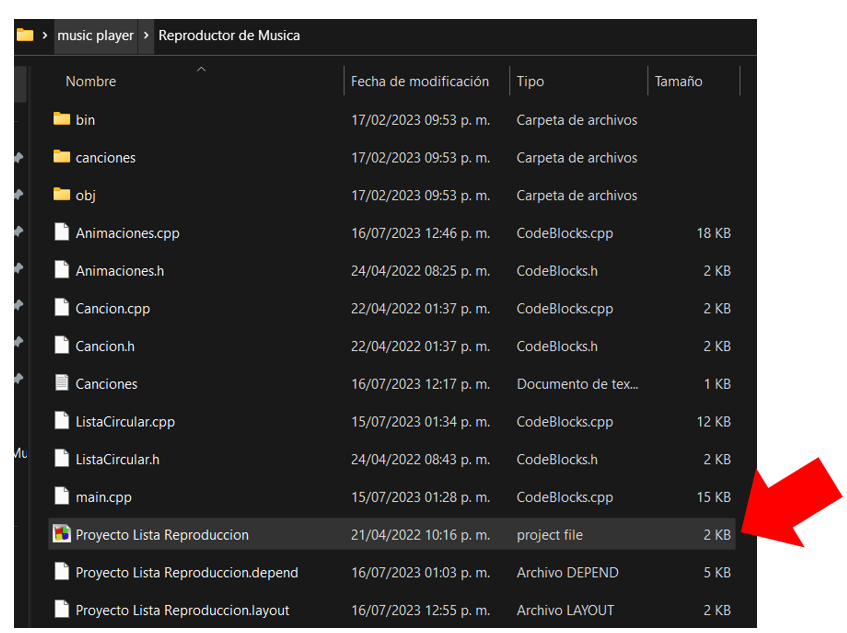 music player > Reproductor de Musica
Nombre Fecha de modificación Tipo Tamaño
bin 17/02/2023 09:53 p. m. Carpeta de archivos
canciones 17/02/2023 09:53 p. m. Carpeta de archivos
obj 17/02/2023 09:53 p. m. Carpeta de archivos
Animaciones.cpp 16/07/2023 12:46 p. m. CodeBlocks.cpp 18 KB
Animaciones.h 24/04/2022 08:25 p. m. CodeBlocks.h 2 KB
Cancion.cpp 22/04/2022 01:37 p. m. CodeBlocks.cpp 2 KB
Cancion.h 22/04/2022 01:37 p. m. CodeBlocks.h 2 KB
Canciones 16/07/2023 12:17 p. m. Documento de tex... 1 KB
ListaCircular.cpp 15/07/2023 01:34 p. m. CodeBlocks.cpp 12 KB
Mu
ListaCircular.h 24/04/2022 08:43 p. m. CodeBlocks.h 2 KB
main.cpp 15/07/2023 01:28 p. m. CodeBlocks.cpp 15 KB
Proyecto Lista Reproduccion 21/04/2022 10:16 p. m. project file 2 KB
Proyecto Lista Reproduccion.depend 16/07/2023 01:03 p. m. Archivo DEPEND 5 KB
Proyecto Lista Reproduccion.layout 16/07/2023 12:55 p. m. Archivo LAYOUT 2 KB